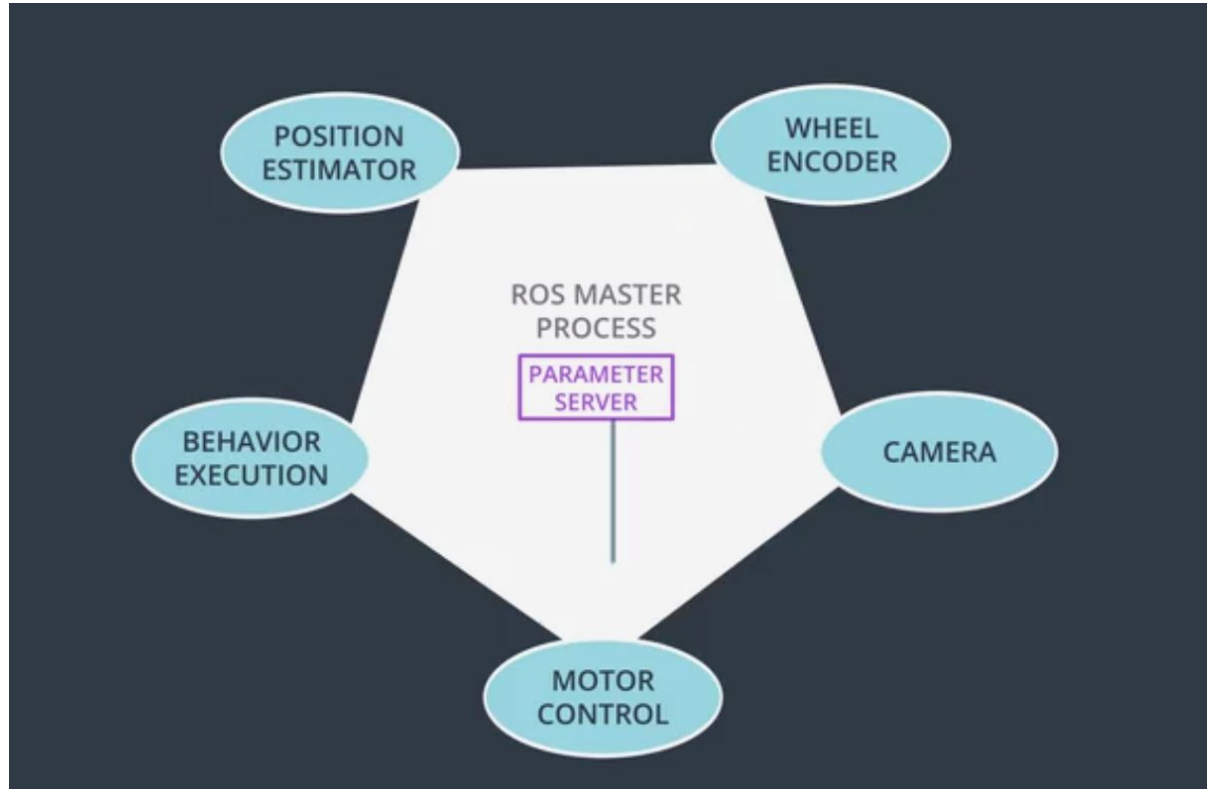 POSITION
ESTIMATOR
WHEEL
ENCODER
ROS MASTER
PROCESS
PARAMETER
SERVER
BEHAVIOR
EXECUTION
CAMERA
MOTOR
CONTROL